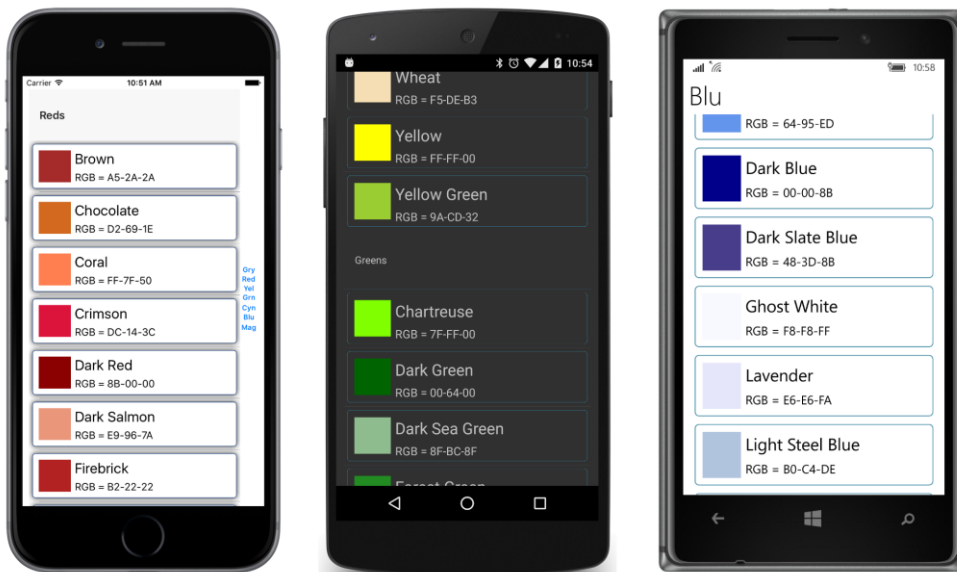 Carrier
10:51 AM
Reds
Brown
RGB = A5-2A-2A
Chocolate
RGB = D2-69-1E
Coral
RGB = FF-7F-50
Crimson
RGB = DC-14-3C
Dark Red
RGB = 8B-00-00
Dark Salmon
RGB = E9-96-7A
Firebrick
RGB = B2-22-22
Gry
Red
Yel
Grn
Cyn
Blu
Mag
10:54
Wheat
RGB = F5-DE-B3
Yellow
RGB = FF-FF-00
Yellow Green
RGB = 9A-CD-32
Greens
Chartreuse
RGB = 7F-FF-00
Dark Green
RGB = 00-64-00
Dark Sea Green
RGB = 8F-BC-8F
Forest Green
10:58
Blu
RGB = 64-95-ED
Dark Blue
RGB = 00-00-8B
Dark Slate Blue
RGB = 48-3D-8B
Ghost White
RGB = F8-F8-FF
Lavender
RGB = E6-E6-FA
Light Steel Blue
RGB = B0-C4-DE